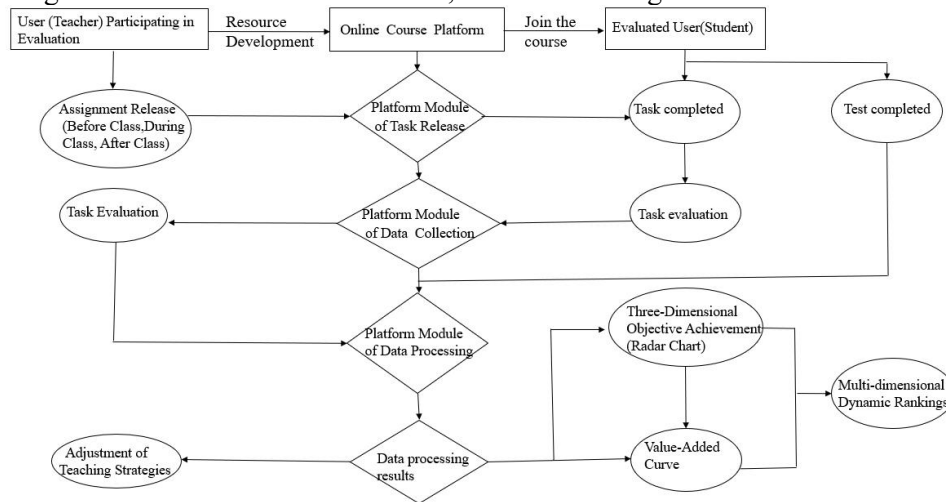 User (Teacher) Participating in
Evaluation
Resource
Development
Online Course Platform
Join the
course
Evaluated User(Student)
Assignment Release
(Before Class,During
Class, After Class)
Platform Module
of Task Release
Task completed
Test completed
Task Evaluation
Platform Module
of Data Collection
Task evaluation
Platform Module
of Data Processing
Three-Dimensional
Objective Achievement
(Radar Chart)
Multi-dimensional
Dynamic Rankings
Adjustment of
Teaching Strategies
Data processing
results
Value-Added
Curve